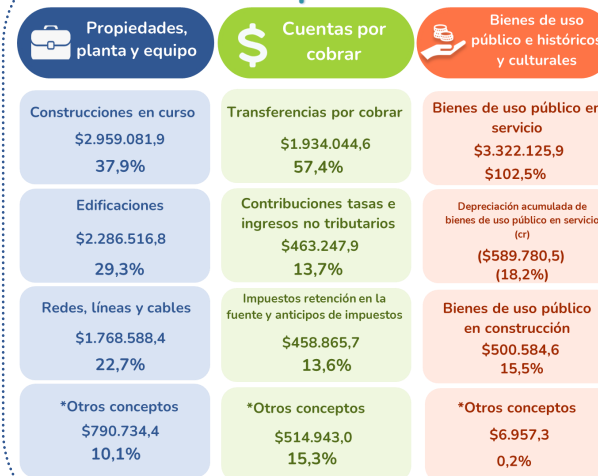 Propiedades,
planta y equipo
Construcciones en curso
$2.959.081,9
37,9%
Edificaciones
$2.286.516,8
29,3%
Redes, líneas y cables
$1.768.588,4
22,7%
*Otros conceptos
$790.734,4
10,1%
Cuentas por
cobrar
Transferencias por cobrar
$1.934.044,6
57,4%
Contribuciones tasas e
ingresos no tributarios
$463.247,9
13,7%
Impuestos retención en la
fuente y anticipos de impuestos
$458.865,7
13,6%
*Otros conceptos
$514.943,0
15,3%
Bienes de uso
público e históricos
y culturales
Bienes de uso público en
servicio
$3.322.125,9
$102,5%
Depreciación acumulada de
bienes de uso público en servicio
(cr)
($589.780,5)
(18,2%)
Bienes de uso público
en construcción
$500.584,6
15,5%
*Otros conceptos
$6.957,3
0,2%